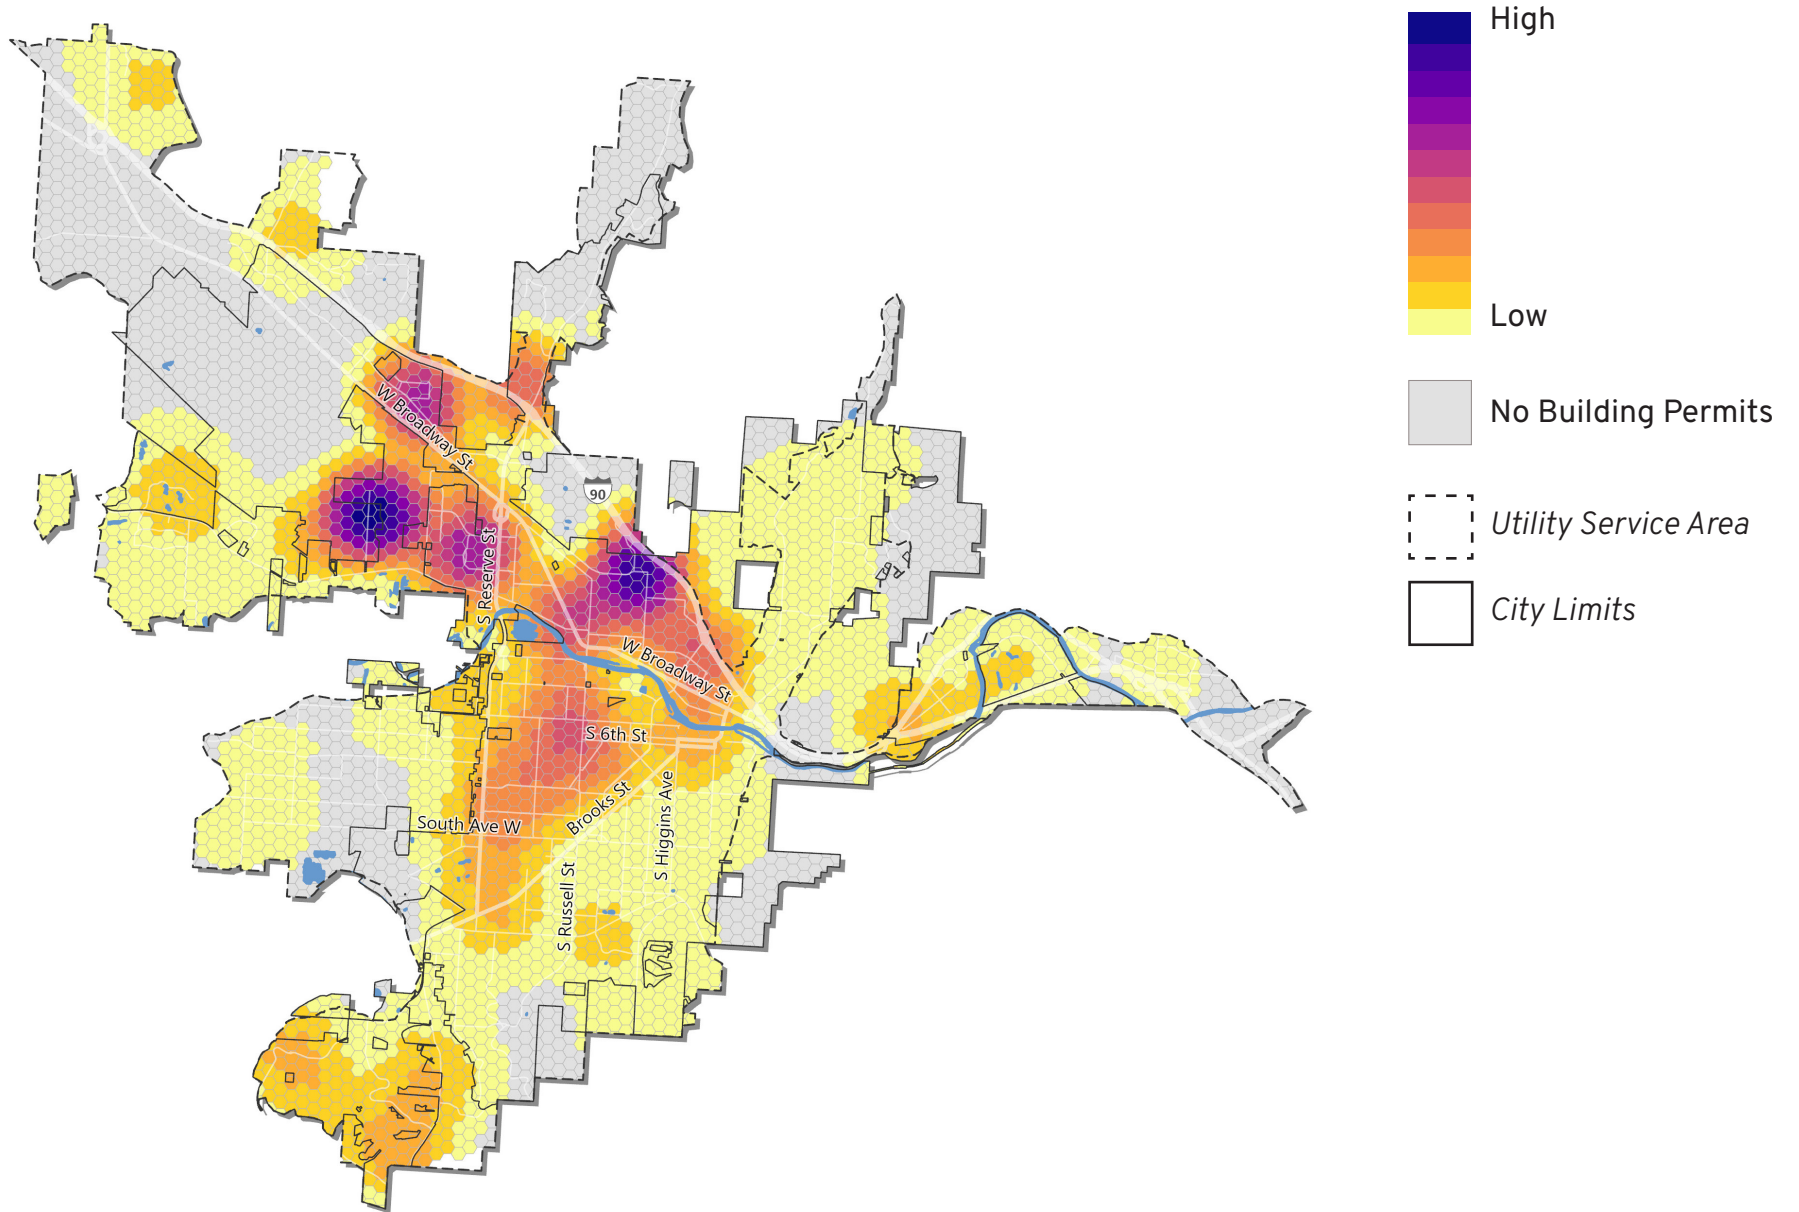 High
Low
No Building Permits
Utility Service Area
City Limits
W Broadway St
90
S Reserve St
W Broadway St
S 6th St
Brooks St
South Ave W
S Higgins Ave
S Russell St